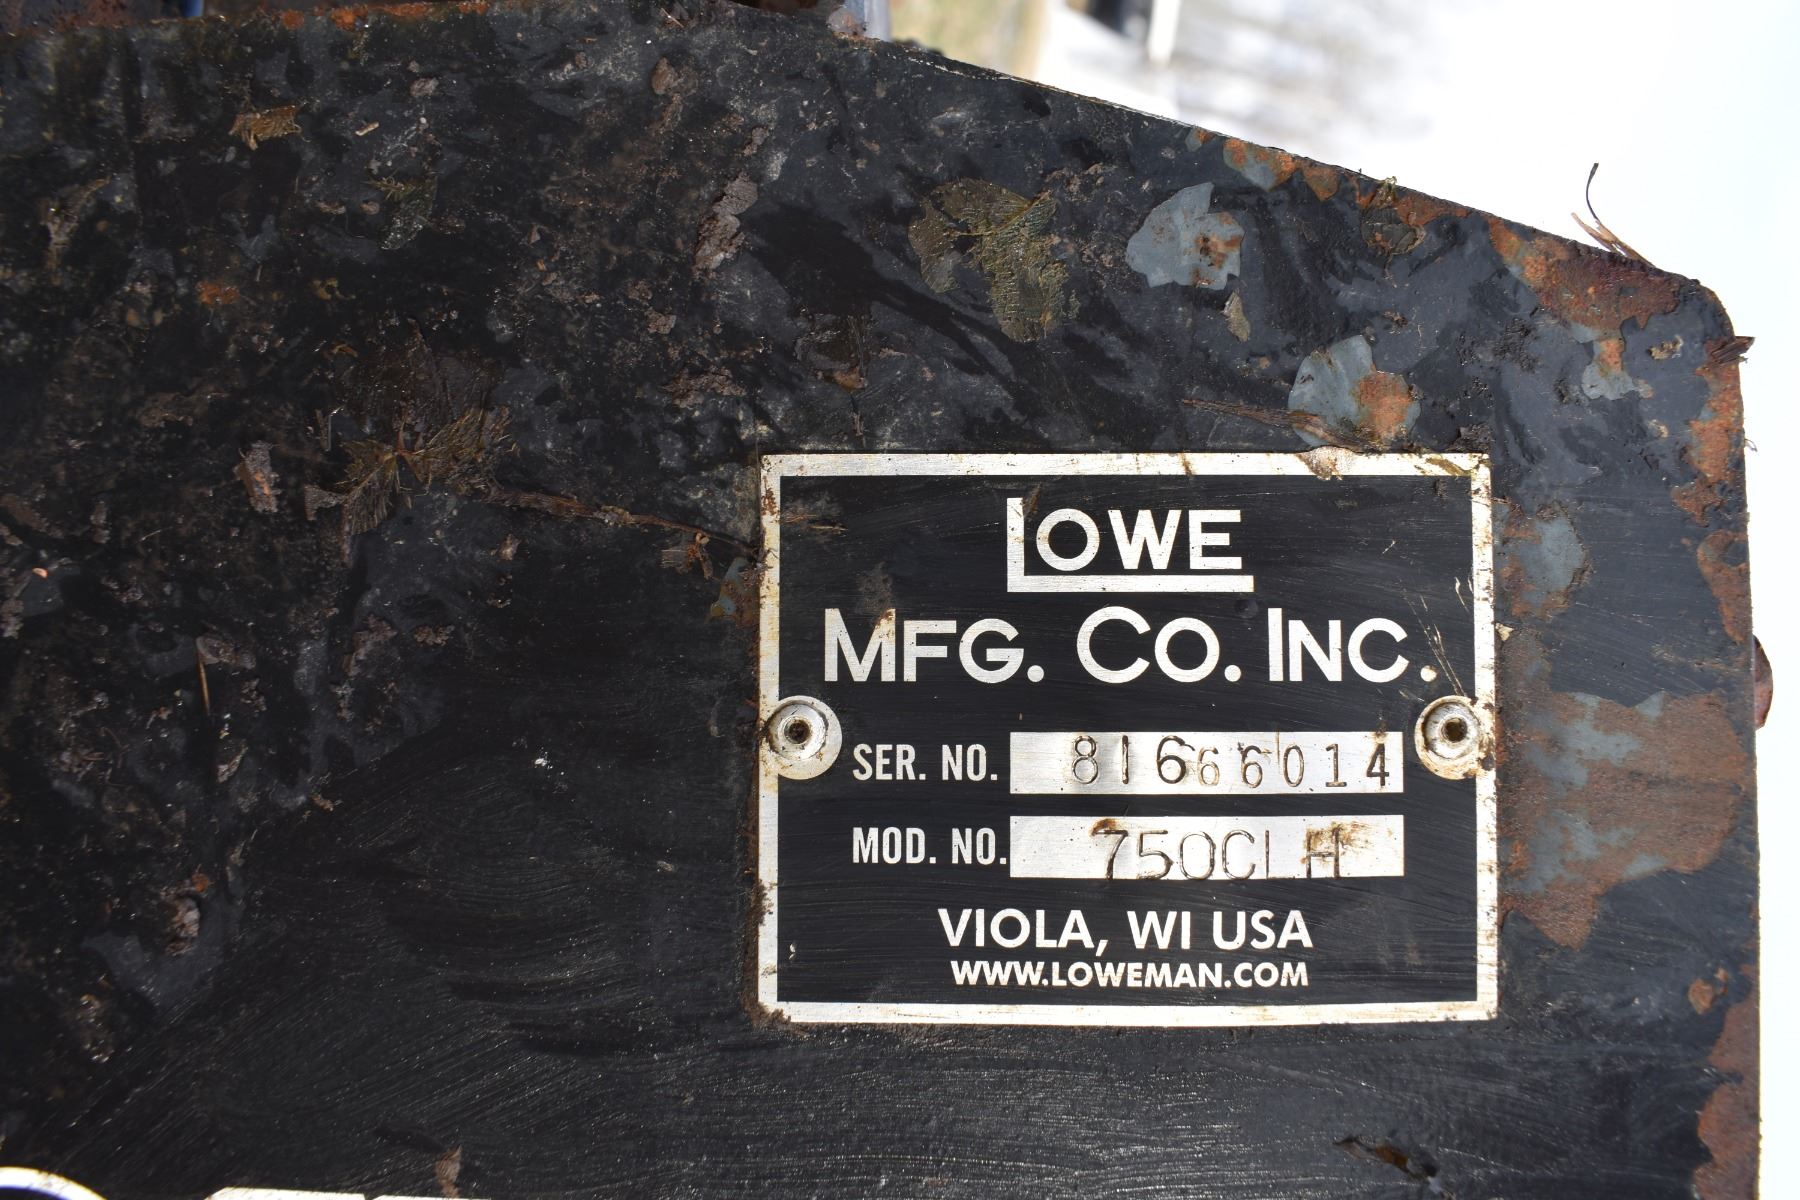 LOWE
MFG. CO. INC.
SER. NO. 81666014
MOD. NO. 750CLH
VIOLA, WI USA
WWW.LOWEMAN.COM